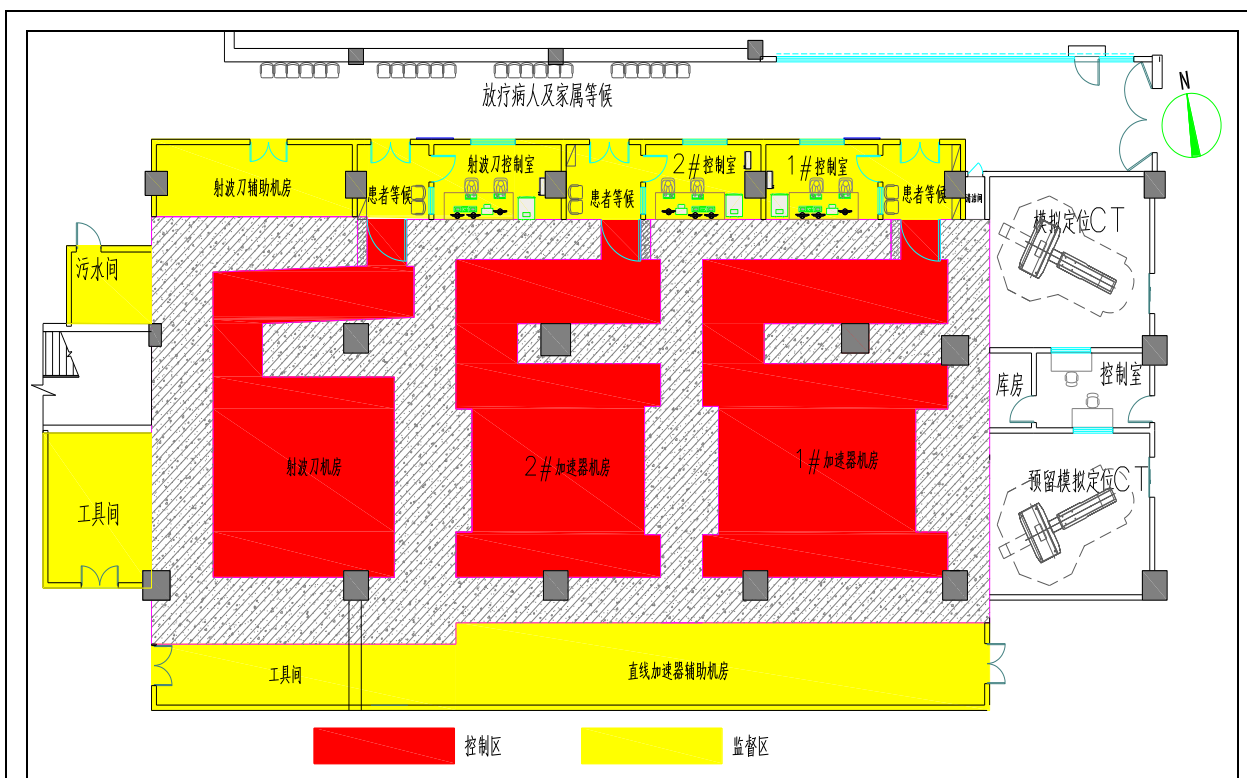 放疗病人及家属等候
N
射波刀辅助机房
患者等候
射波刀控制室
患者等候
2#控制室
1#控制室
患者等候
模拟定位CT
污水间
库房
控制室
射波刀机房
2#加速器机房
1#加速器机房
预留模拟定位CT
工具间
工具间
直线加速器辅助机房
控制区
监督区